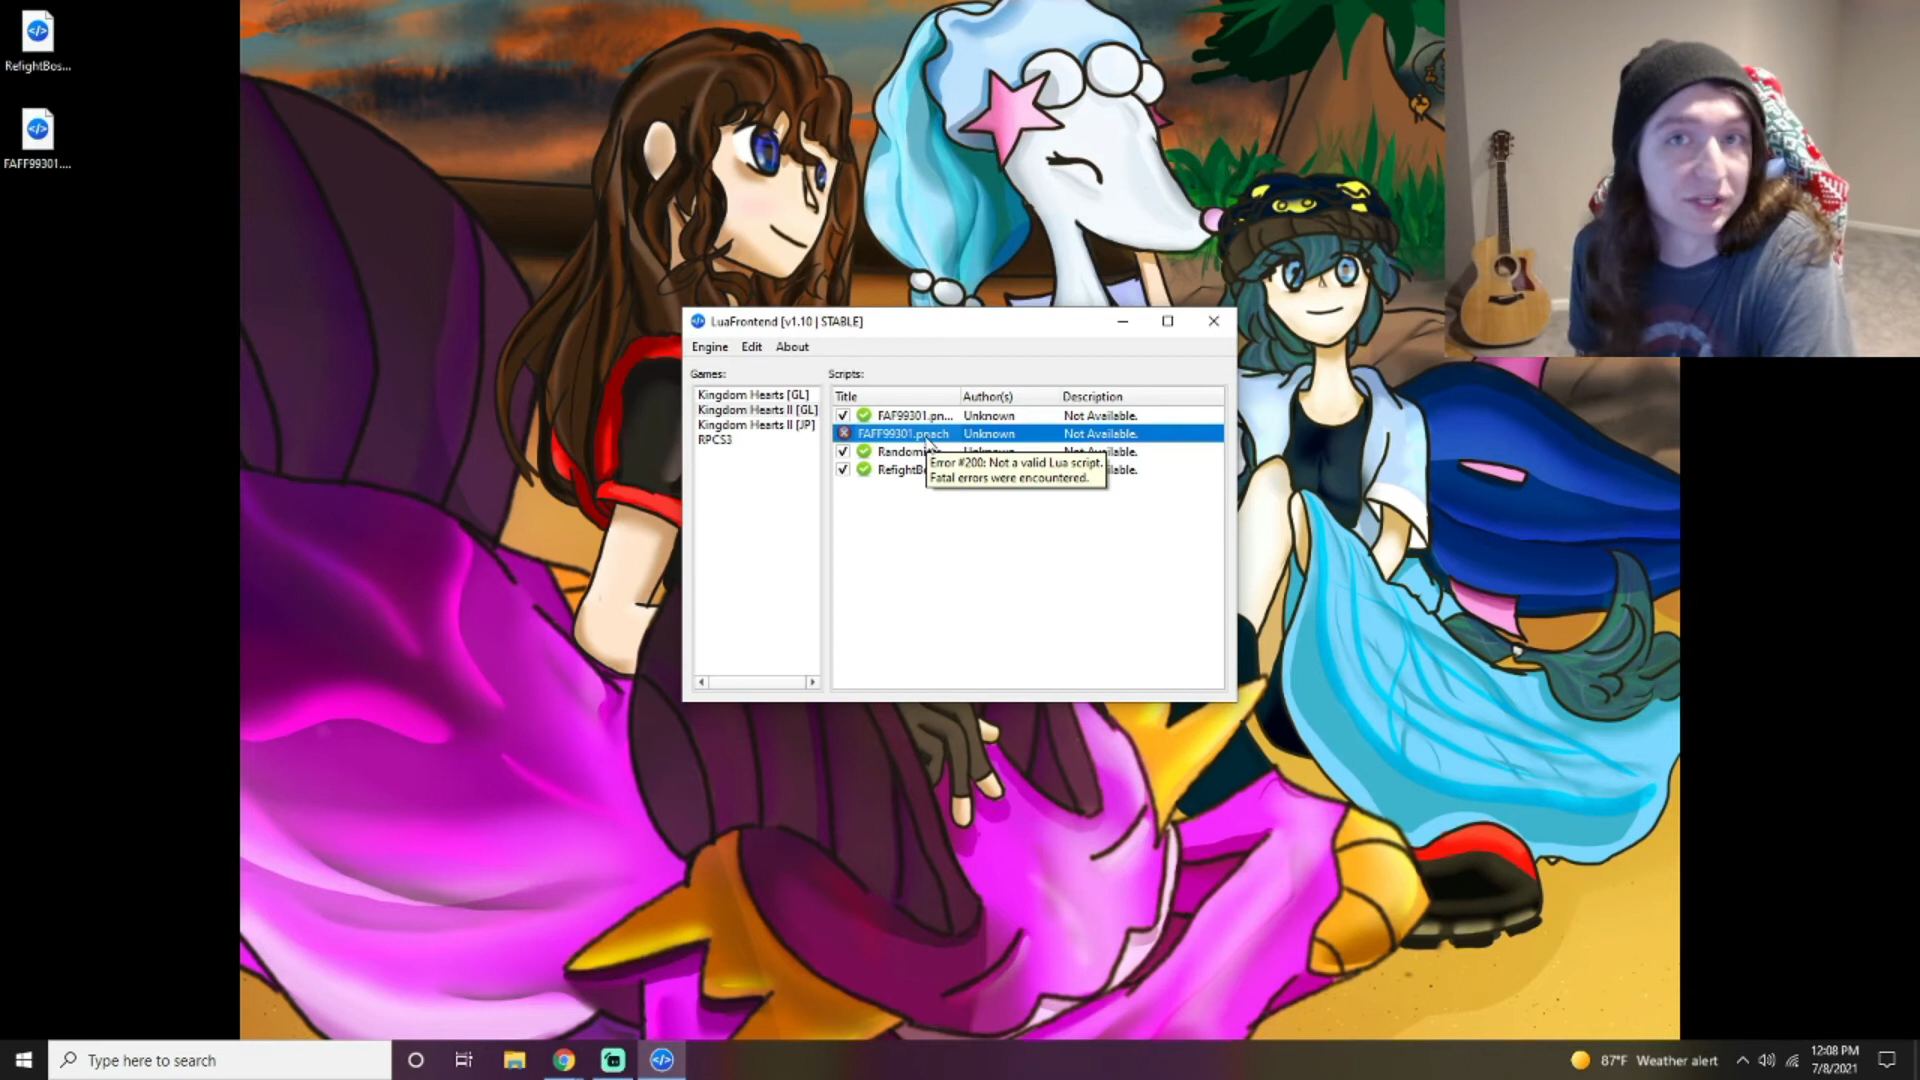 RefightBos...
FAFF99301....
LuaFrontend [v1.10 | STABLE]
Engine Edit About
Games:
Scripts:
Kingdom Hearts [GL]
Kingdom Hearts II [GL]
Kingdom Hearts II [JP]
RPCS3
Title Author(s) Description
FAF99301.pn... Unknown Not Available.
FAFF99301.pnach Unknown Not Available.
Error #200: Not a valid Lua script.
Fatal errors were encountered.
Type here to search
87°F Weather alert
12:08 PM
7/8/2021